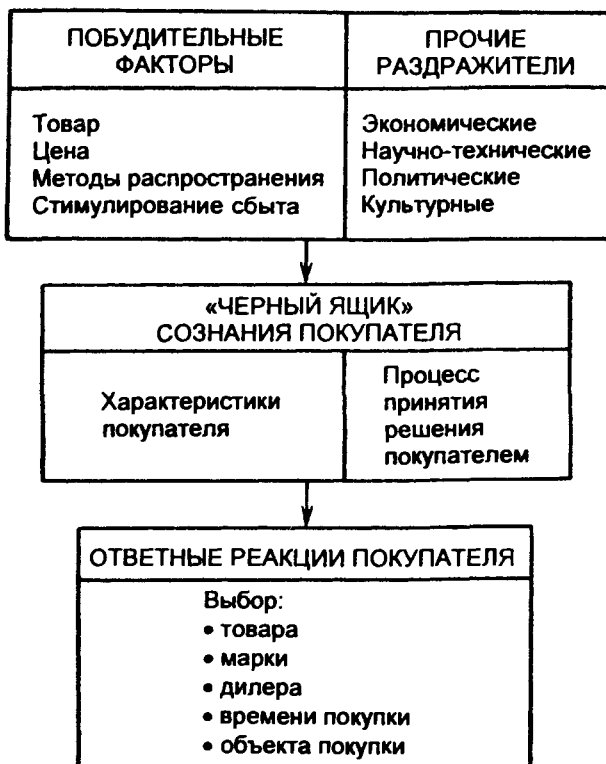 ПОБУДИТЕЛЬНЫЕ
ФАКТОРЫ
ПРОЧИЕ
РАЗДРАЖИТЕЛИ
Товар
Цена
Методы распространения
Стимулирование сбыта
Экономические
Научно-технические
Политические
Культурные
«ЧЕРНЫЙ ЯЩИК»
СОЗНАНИЯ ПОКУПАТЕЛЯ
Характеристики
покупателя
Процесс
принятия
решения
покупателем
ОТВЕТНЫЕ РЕАКЦИИ ПОКУПАТЕЛЯ
Выбор:
• товара
• марки
• дилера
• времени покупки
• объекта покупки